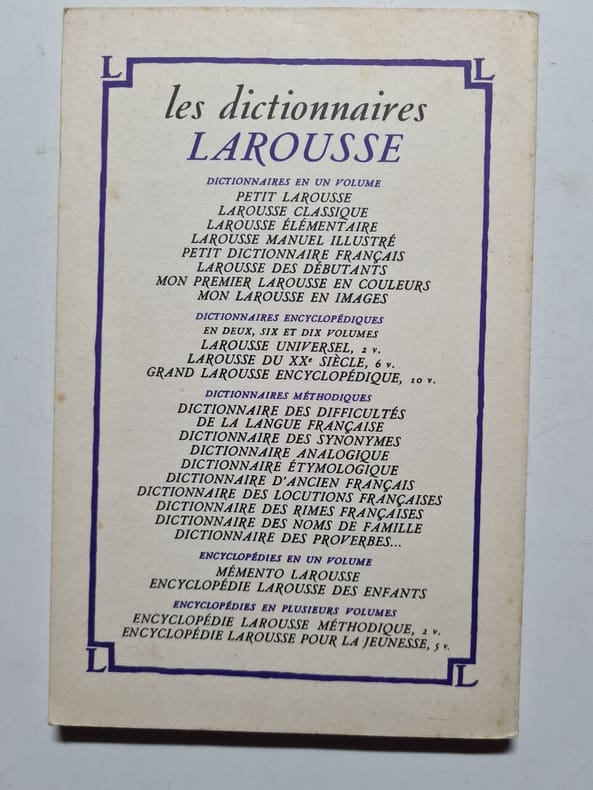 L L
les dictionnaires
LAROUSSE
DICTIONNAIRES EN UN VOLUME
PETIT LAROUSSE
LAROUSSE CLASSIQUE
LAROUSSE ÉLÉMENTAIRE
LAROUSSE MANUEL ILLUSTRÉ
PETIT DICTIONNAIRE FRANÇAIS
LAROUSSE DES DÉBUTANTS
MON PREMIER LAROUSSE EN COULEURS
MON LAROUSSE EN IMAGES
DICTIONNAIRES ENCYCLOPÉDIQUES
EN DEUX, SIX ET DIX VOLUMES
LAROUSSE UNIVERSEL, 2 v.
LAROUSSE DU XXe SIÈCLE, 6 v.
GRAND LAROUSSE ENCYCLOPÉDIQUE, 10 v.
DICTIONNAIRES MÉTHODIQUES
DICTIONNAIRE DES DIFFICULTÉS
DE LA LANGUE FRANÇAISE
DICTIONNAIRE DES SYNONYMES
DICTIONNAIRE ANALOGIQUE
DICTIONNAIRE ÉTYMOLOGIQUE
DICTIONNAIRE D'ANCIEN FRANÇAIS
DICTIONNAIRE DES LOCUTIONS FRANÇAISES
DICTIONNAIRE DES RIMES FRANÇAISES
DICTIONNAIRE DES NOMS DE FAMILLE
DICTIONNAIRE DES PROVERBES...
ENCYCLOPÉDIES EN UN VOLUME
MÉMENTO LAROUSSE
ENCYCLOPÉDIE LAROUSSE DES ENFANTS
ENCYCLOPÉDIES EN PLUSIEURS VOLUMES
ENCYCLOPÉDIE LAROUSSE MÉTHODIQUE, 2 v.
ENCYCLOPÉDIE LAROUSSE POUR LA JEUNESSE, 5 v.
L L